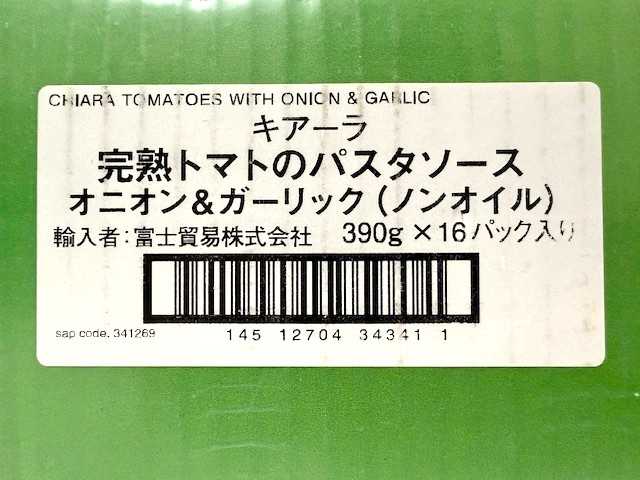 CHIARA TOMATOES WITH ONION & GARLIC
キアーラ
完熟トマトのパスタソース
オニオン&ガーリック(ノンオイル)
輸入者:富士貿易株式会社 390g×16パック入り
sap code. 341269 145 12704 34341 1